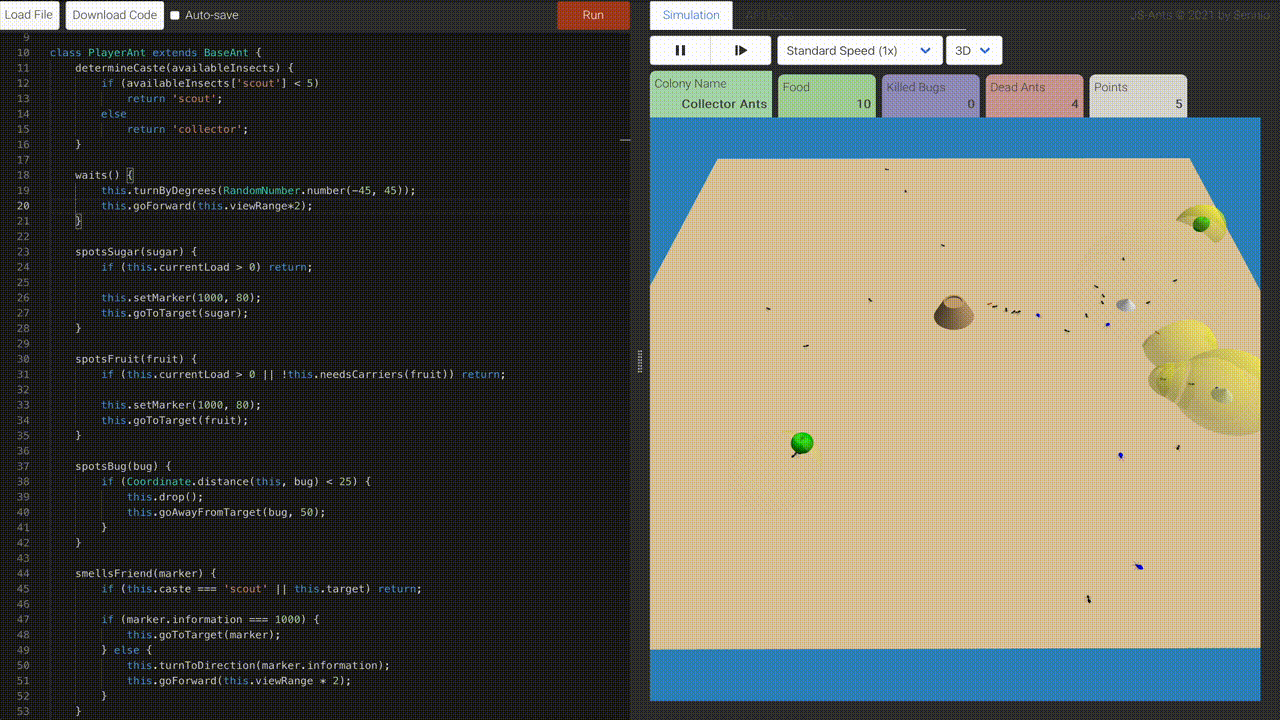 Load File Download Code Auto-save Run
9
10 class PlayerAnt extends BaseAnt {
11 determineCaste(availableInsects) {
12 if (availableInsects['scout'] < 5)
13 return 'scout';
14 else
15 return 'collector';
16 }
17
18 waits() {
19 this.turnByDegrees(RandomNumber.number(-45, 45));
20 this.goForward(this.viewRange*2);
21 }
22
23 spotsSugar(sugar) {
24 if (this.currentLoad > 0) return;
25
26 this.setMarker(1000, 80);
27 this.goToTarget(sugar);
28 }
29
30 spotsFruit(fruit) {
31 if (this.currentLoad > 0 || !this.needsCarriers(fruit)) return;
32
33 this.setMarker(1000, 80);
34 this.goToTarget(fruit);
35 }
36
37 spotsBug(bug) {
38 if (Coordinate.distance(this, bug) < 25) {
39 this.drop();
40 this.goAwayFromTarget(bug, 50);
41 }
42 }
43
44 smellsFriend(marker) {
45 if (this.caste === 'scout' || this.target) return;
46
47 if (marker.information === 1000) {
48 this.goToTarget(marker);
49 } else {
50 this.turnToDirection(marker.information);
51 this.goForward(this.viewRange * 2);
52 }
53 }
Simulation API Docs JS-Ants © 2021 by Seritio
Standard Speed (1x) 3D
Colony Name Food Killed Bugs Dead Ants Points
Collector Ants 10 0 4 5